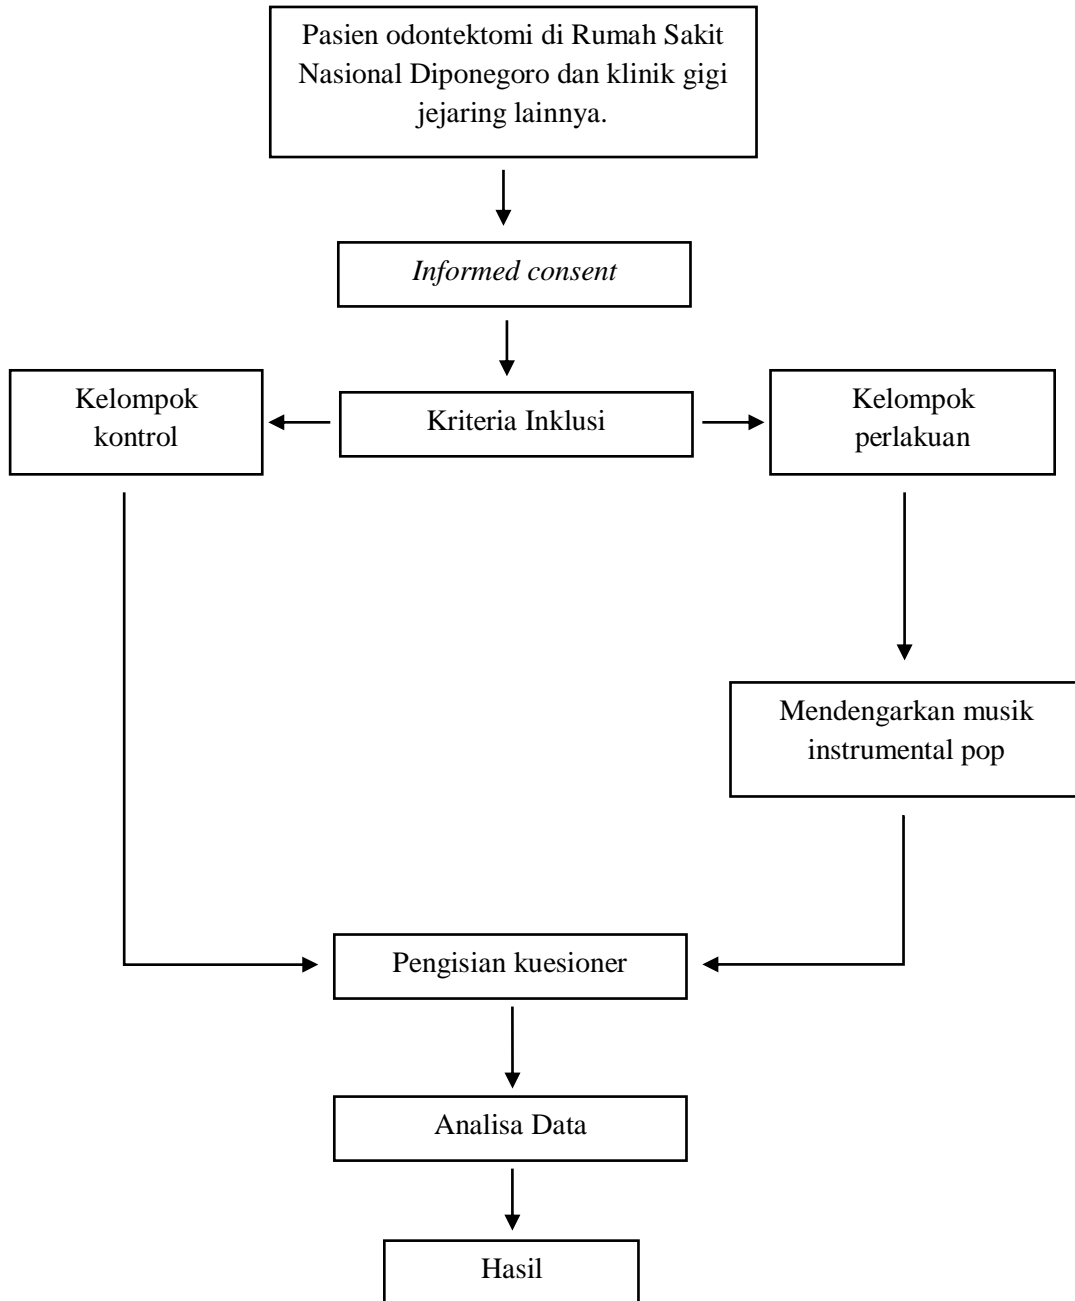 Pasien odontektomi di Rumah Sakit
Nasional Diponegoro dan klinik gigi
jejaring lainnya.
Informed consent
Kelompok
kontrol
Kriteria Inklusi
Kelompok
perlakuan
Mendengarkan musik
instrumental pop
Pengisian kuesioner
Analisa Data
Hasil